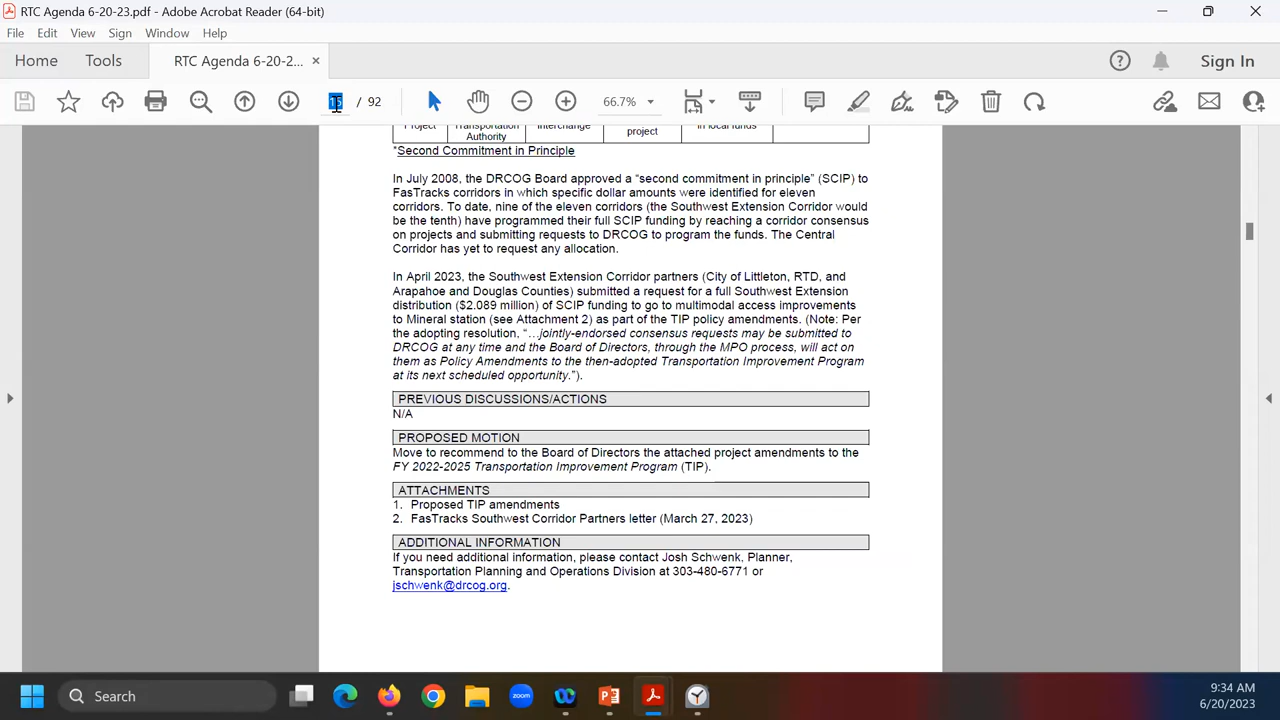 RTC Agenda 6-20-23.pdf - Adobe Acrobat Reader (64-bit)
File Edit View Sign Window Help
Home Tools RTC Agenda 6-20-2... × Sign In
15 / 92 66.7%
Project Transportation Authority Interchange project in local funds
*Second Commitment in Principle
In July 2008, the DRCOG Board approved a “second commitment in principle” (SCIP) to
FasTracks corridors in which specific dollar amounts were identified for eleven
corridors. To date, nine of the eleven corridors (the Southwest Extension Corridor would
be the tenth) have programmed their full SCIP funding by reaching a corridor consensus
on projects and submitting requests to DRCOG to program the funds. The Central
Corridor has yet to request any allocation.
In April 2023, the Southwest Extension Corridor partners (City of Littleton, RTD, and
Arapahoe and Douglas Counties) submitted a request for a full Southwest Extension
distribution ($2.089 million) of SCIP funding to go to multimodal access improvements
to Mineral station (see Attachment 2) as part of the TIP policy amendments. (Note: Per
the adopting resolution, “…jointly-endorsed consensus requests may be submitted to
DRCOG at any time and the Board of Directors, through the MPO process, will act on
them as Policy Amendments to the then-adopted Transportation Improvement Program
at its next scheduled opportunity.”).
PREVIOUS DISCUSSIONS/ACTIONS
N/A
PROPOSED MOTION
Move to recommend to the Board of Directors the attached project amendments to the
FY 2022-2025 Transportation Improvement Program (TIP).
ATTACHMENTS
1. Proposed TIP amendments
2. FasTracks Southwest Corridor Partners letter (March 27, 2023)
ADDITIONAL INFORMATION
If you need additional information, please contact Josh Schwenk, Planner,
Transportation Planning and Operations Division at 303-480-6771 or
jschwenk@drcog.org.
Search zoom
9:34 AM
6/20/2023